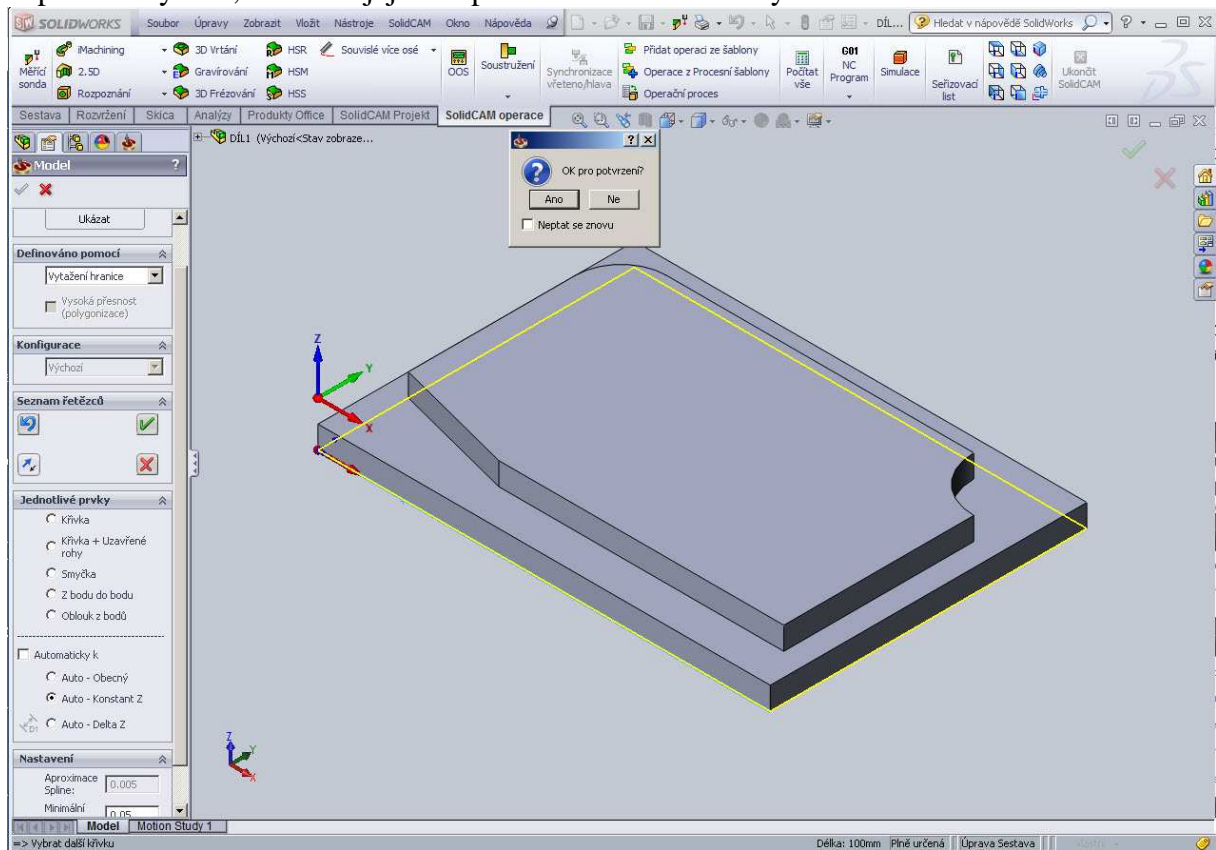 SOLIDWORKS Soubor Úpravy Zobrazit Vložit Nástroje SolidCAM Okno Nápověda DÍL... Hledat v nápovědě SolidWorks
Měřící sonda
iMachining
2.5D
Rozpoznání
3D Vrtání
Gravírování
3D Frézování
HSR
HSM
HSS
Souvislé více osé
OOS
Soustružení
Synchronizace vřeteno/hlava
Přidat operaci ze šablony
Operace z Procesní šablony
Operační proces
Počítat vše
G01
NC Program
Simulace
Seřizovací list
Ukončit SolidCAM
Sestava Rozvržení Skica Analýzy Produkty Office SolidCAM Projekt SolidCAM operace
DÍL1 (Výchozí<Stav zobraze...
Model ?
OK pro potvrzení?
Ano Ne
Neptat se znovu
Ukázat
Definováno pomocí
Vytažení hranice
Vysoká přesnost
(polygonizace)
Konfigurace
Výchozí
Seznam řetězců
Jednotlivé prvky
Křivka
Křivka + Uzavřené
rohy
Smyčka
Z bodu do bodu
Oblouk z bodů
Automaticky k
Auto - Obecný
Auto - Konstant Z
Auto - Delta Z
Nastavení
Aproximace
Spline: 0.005
Minimální
0.05
Z
Y
X
Z
Y
X
Model Motion Study 1
=> Vybrat další křivku Délka: 100mm Plně určená Úprava Sestava